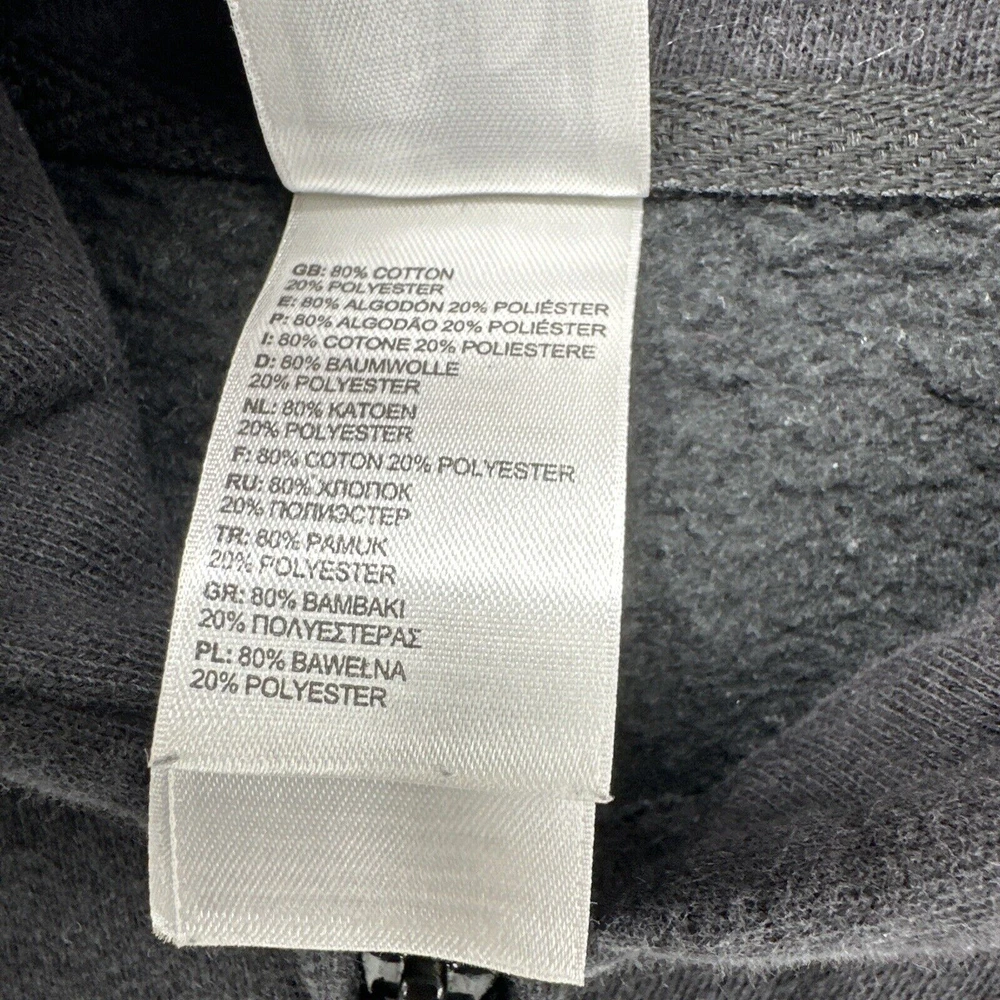 GB: 80% COTTON
20% POLYESTER
E: 80% ALGODÓN 20% POLIÉSTER
P: 80% ALGODÃO 20% POLIÉSTER
I: 80% COTONE 20% POLIESTERE
D: 80% BAUMWOLLE
20% POLYESTER
NL: 80% KATOEN
20% POLYESTER
F: 80% COTON 20% POLYESTER
RU: 80% ХЛОПОК
20% ПОЛИЭСТЕР
TR: 80% PAMUK
20% POLYESTER
GR: 80% ΒΑΜΒΑΚΙ
20% ΠΟΛΥΕΣΤΕΡΑΣ
PL: 80% BAWEŁNA
20% POLYESTER